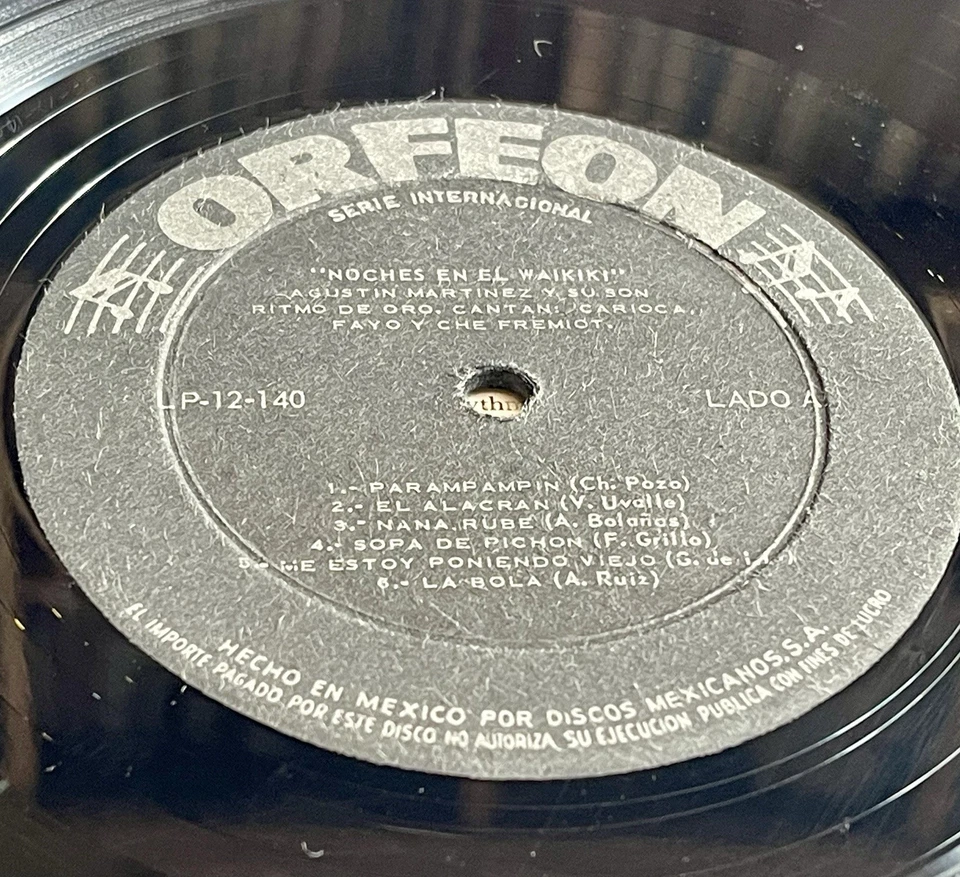 ORFEON
SERIE INTERNACIONAL
"NOCHES EN EL WAIKIKI"
AGUSTIN MARTINEZ Y SU SON
RITMO DE ORO. CANTAN: CARIOCA,
FAYO Y CHE FREMIOT.
LP-12-140
LADO A
ythm
1.- PARAMPAMPIN (Ch. Pozo)
2.- EL ALACRAN (V. Uvalle)
3.- NANA RUBE (A. Bolaños)
4.- SOPA DE PICHON (F. Grillo)
5.- ME ESTOY PONIENDO VIEJO (G. de
6.- LA BOLA (A. Ruiz)
HECHO EN MEXICO POR DISCOS MEXICANOS, S.A.
EL IMPORTE PAGADO POR ESTE DISCO NO AUTORIZA SU EJECUCION PUBLICA CON FINES DE LUCRO